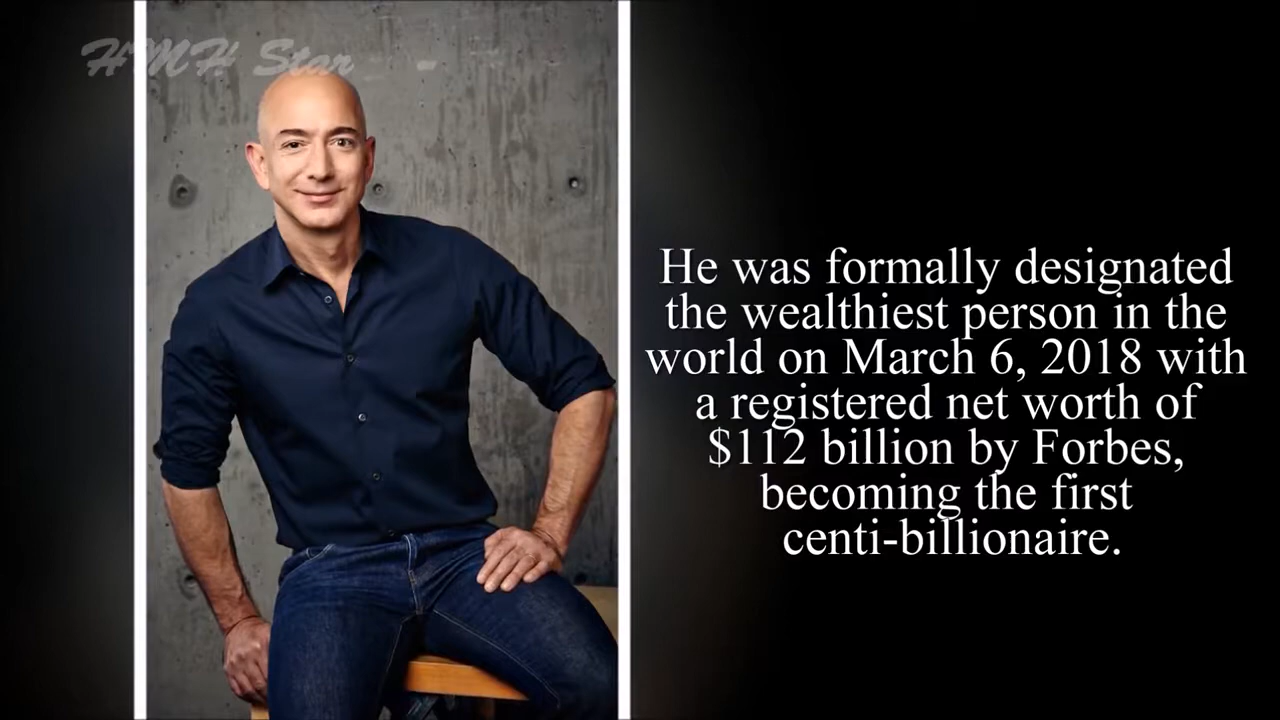 HMH Star
He was formally designated
the wealthiest person in the
world on March 6, 2018 with
a registered net worth of
$112 billion by Forbes,
becoming the first
centi-billionaire.